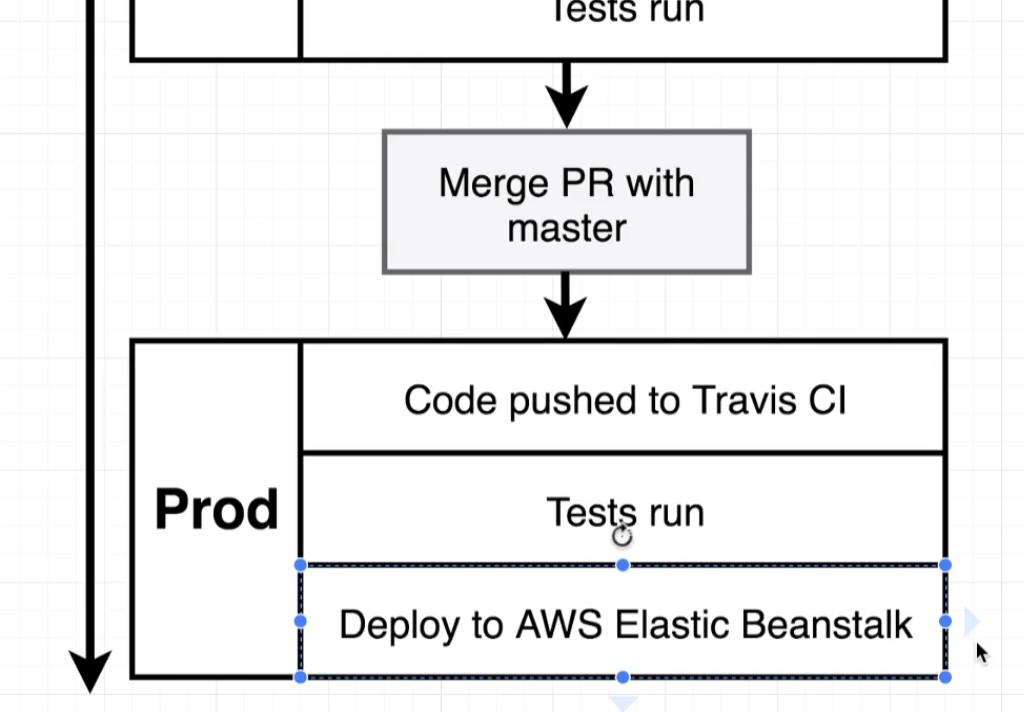 Tests run
Merge PR with
master
Code pushed to Travis CI
Prod
Tests run
Deploy to AWS Elastic Beanstalk